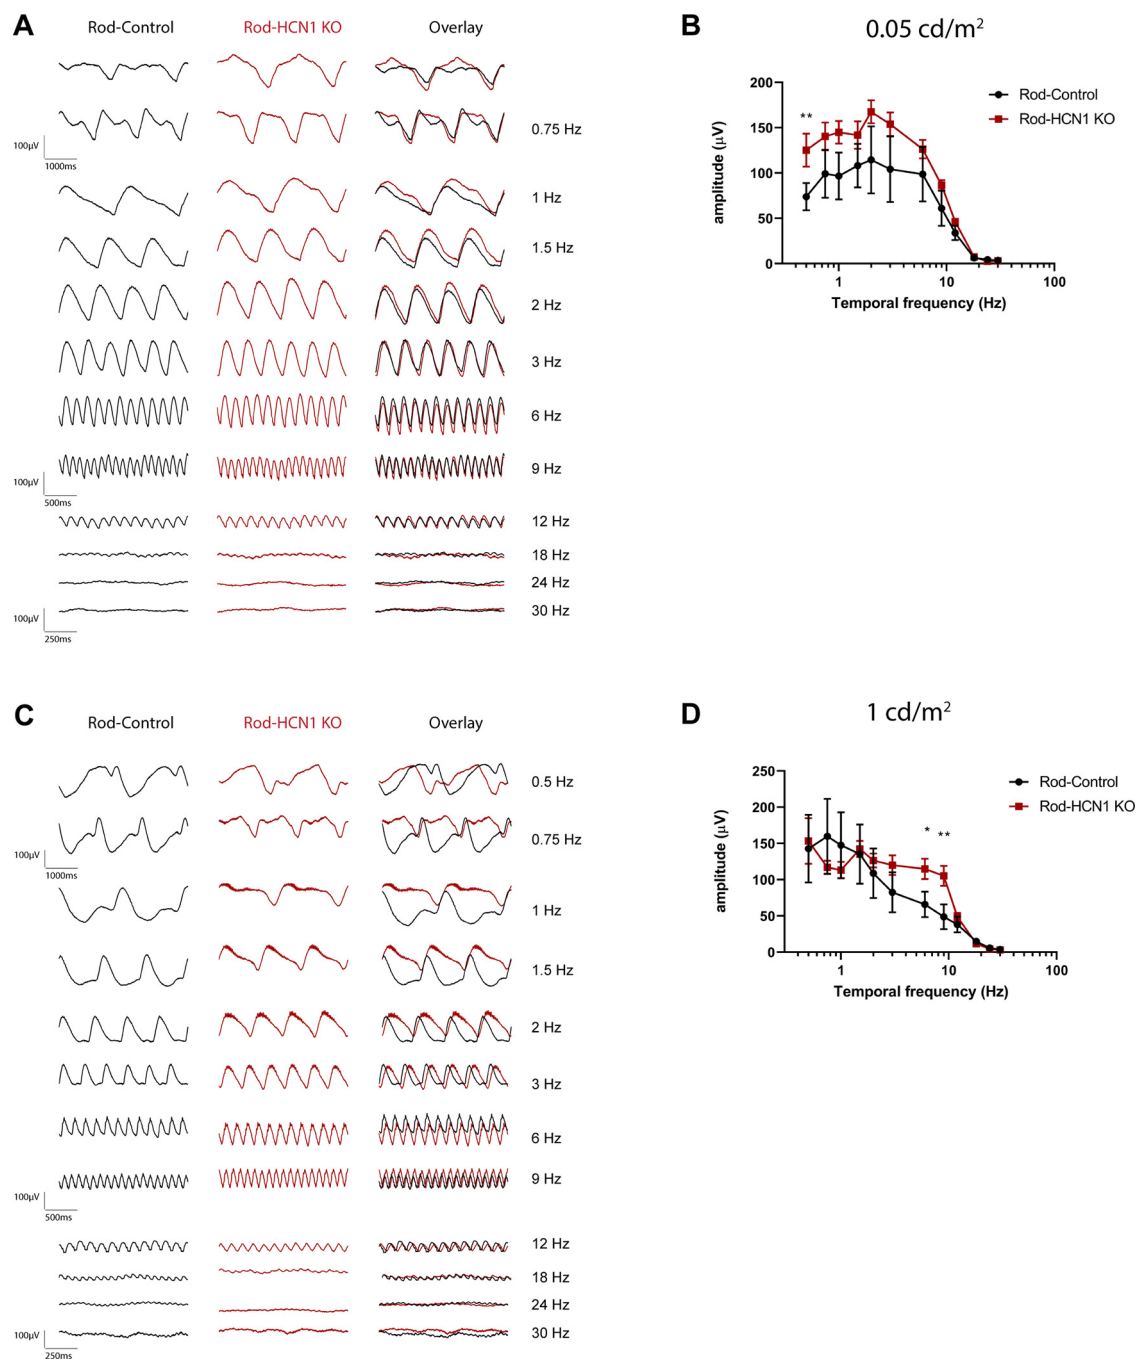 A
Rod-Control Rod-HCN1 KO Overlay
0.75 Hz
100μV
1000ms
1 Hz
1.5 Hz
2 Hz
3 Hz
6 Hz
9 Hz
100μV
500ms
12 Hz
18 Hz
24 Hz
30 Hz
100μV
250ms
B
0.05 cd/m²
Rod-Control
Rod-HCN1 KO
**
amplitude (μV)
200
150
100
50
0
1 10 100
Temporal frequency (Hz)
C
Rod-Control Rod-HCN1 KO Overlay
0.5 Hz
0.75 Hz
100μV
1000ms
1 Hz
1.5 Hz
2 Hz
3 Hz
6 Hz
9 Hz
100μV
500ms
12 Hz
18 Hz
24 Hz
30 Hz
100μV
250ms
D
1 cd/m²
Rod-Control
Rod-HCN1 KO
* **
amplitude (μV)
250
200
150
100
50
0
1 10 100
Temporal frequency (Hz)